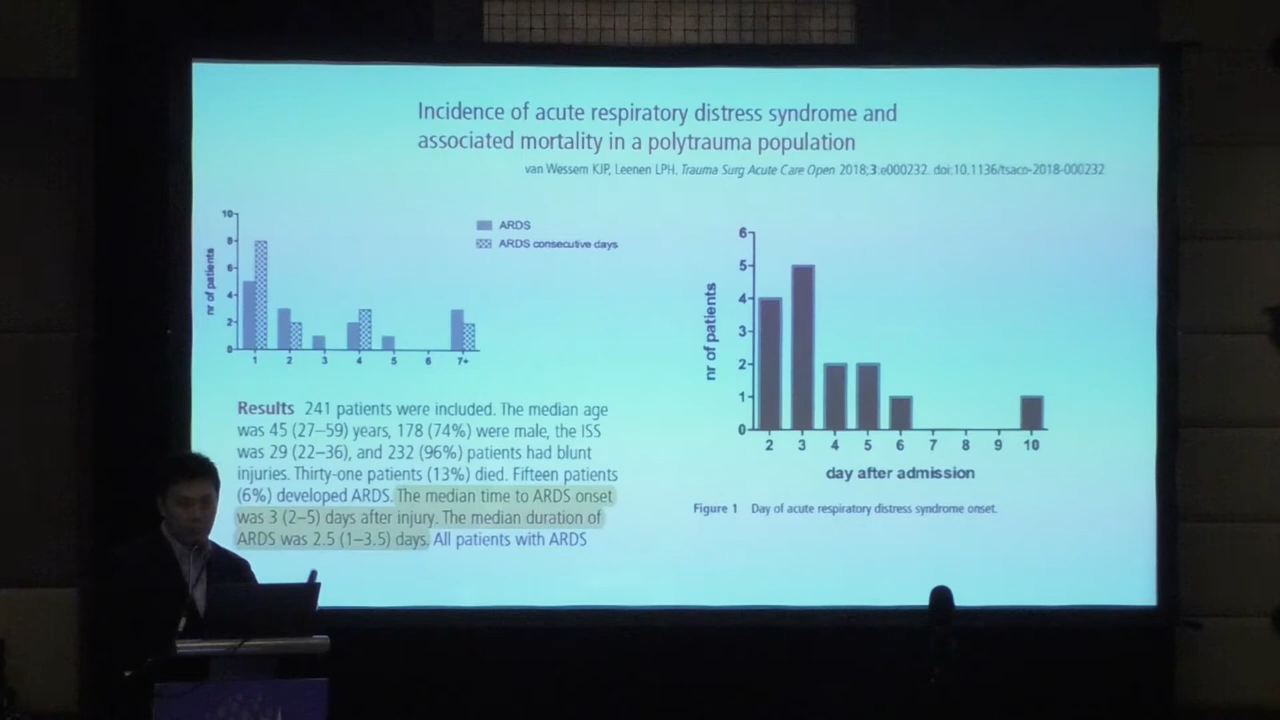 Incidence of acute respiratory distress syndrome and
associated mortality in a polytrauma population
van Wessem KJP, Leenen LPH. Trauma Surg Acute Care Open 2018;3:e000232. doi:10.1136/tsaco-2018-000232
10
8
6
4
2
0
nr of patients
1 2 3 4 5 6 7+
ARDS
ARDS consecutive days
Results 241 patients were included. The median age
was 45 (27–59) years, 178 (74%) were male, the ISS
was 29 (22–36), and 232 (96%) patients had blunt
injuries. Thirty-one patients (13%) died. Fifteen patients
(6%) developed ARDS. The median time to ARDS onset
was 3 (2–5) days after injury. The median duration of
ARDS was 2.5 (1–3.5) days. All patients with ARDS
6
5
4
3
2
1
0
nr of patients
2 3 4 5 6 7 8 9 10
day after admission
Figure 1 Day of acute respiratory distress syndrome onset.